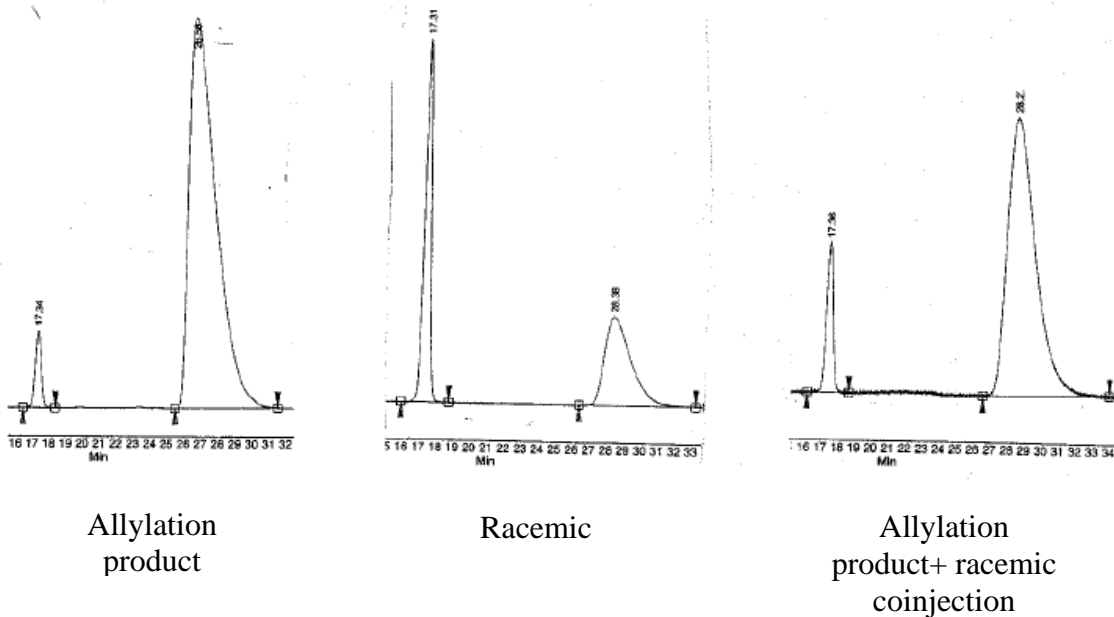 17.34
16 17 18 19 20 21 22 23 24 25 26 27 28 29 30 31 32
Min
Allylation
product
17.31
28.38
5 16 17 18 19 20 21 22 23 24 25 26 27 28 29 30 31 32 33
Min
Racemic
17.36
28.2
16 17 18 19 20 21 22 23 24 25 26 27 28 29 30 31 32 33 34
Min
Allylation
product+ racemic
coinjection